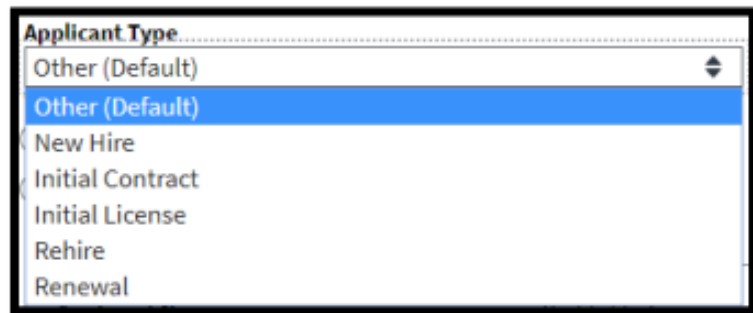 Applicant Type
Other (Default)
Other (Default)
New Hire
Initial Contract
Initial License
Rehire
Renewal